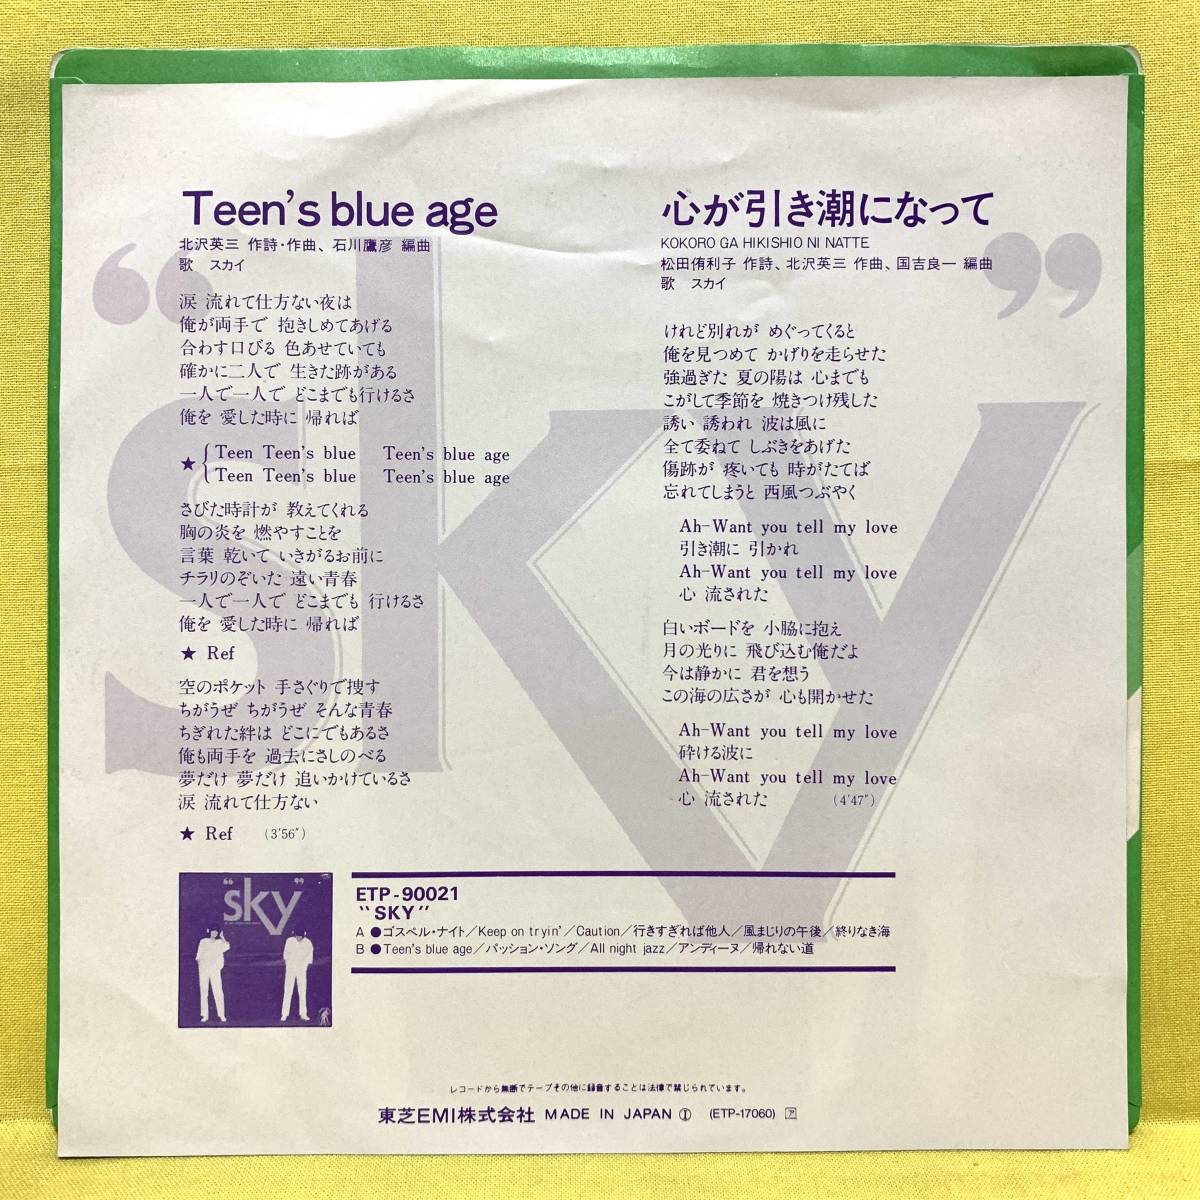 “sky”
Teen's blue age
北沢英三 作詩・作曲、石川鷹彦 編曲
歌 スカイ
涙 流れて仕方ない夜は
俺が両手で 抱きしめてあげる
合わす口びる 色あせていても
確かに二人で 生きた跡がある
一人で一人で どこまでも行けるさ
俺を 愛した時に 帰れば
★{Teen Teen's blue Teen's blue age
Teen Teen's blue Teen's blue age
さびた時計が 教えてくれる
胸の炎を 燃やすことを
言葉 乾いて いきがるお前に
チラリのぞいた 遠い青春
一人で一人で どこまでも 行けるさ
俺を 愛した時に 帰れば
★ Ref
空のポケット 手さぐりで捜す
ちがうぜ ちがうぜ そんな青春
ちぎれた絆は どこにでもあるさ
俺も両手を 過去にさしのべる
夢だけ 夢だけ 追いかけているさ
涙 流れて仕方ない
★ Ref (3'56")
心が引き潮になって
KOKORO GA HIKISHIO NI NATTE
松田侑利子 作詩、北沢英三 作曲、国吉良一 編曲
歌 スカイ
けれど別れが めぐってくると
俺を見つめて かげりを走らせた
強過ぎた 夏の陽は 心までも
こがして季節を 焼きつけ残した
誘い 誘われ 波は風に
全て委ねて しぶきをあげた
傷跡が 疼いても 時がたてば
忘れてしまうと 西風つぶやく
Ah-Want you tell my love
引き潮に 引かれ
Ah-Want you tell my love
心 流された
白いボードを 小脇に抱え
月の光りに 飛び込む俺だよ
今は静かに 君を想う
この海の広さが 心も開かせた
Ah-Want you tell my love
砕ける波に
Ah-Want you tell my love
心 流された (4'47")
“sky”
ETP-90021
“SKY”
A ●ゴスペル・ナイト/Keep on tryin'/Caution/行きすぎれば他人/風まじりの午後/終りなき海
B ●Teen's blue age/パッション・ソング/All night jazz/アンディーヌ/帰れない道
レコードから無断でテープその他に録音することは法律で禁じられています。
東芝EMI株式会社 MADE IN JAPAN Ⓘ (ETP-17060) ア